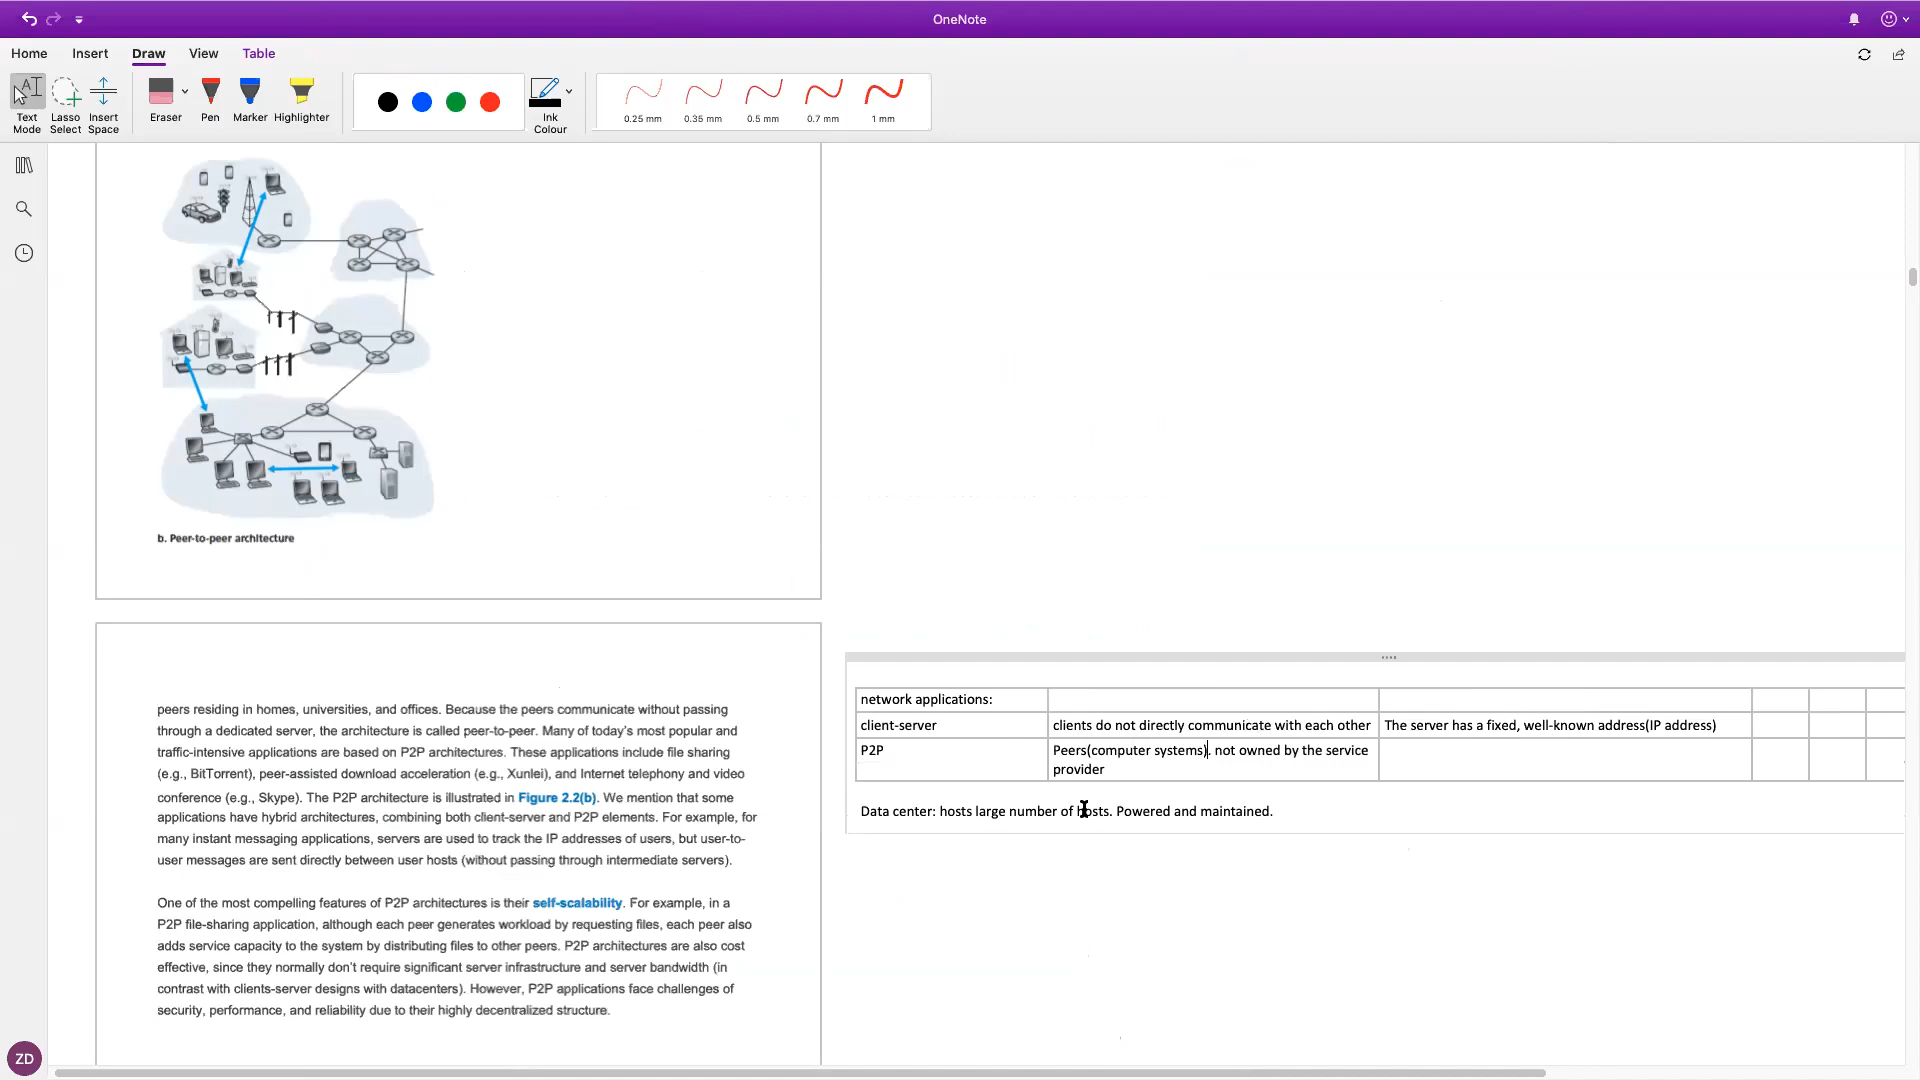 OneNote
Home Insert Draw View Table
Text Mode
Lasso Select
Insert Space
Eraser
Pen
Marker
Highlighter
Ink Colour
0.25 mm
0.35 mm
0.5 mm
0.7 mm
1 mm
b. Peer-to-peer architecture
peers residing in homes, universities, and offices. Because the peers communicate without passing
through a dedicated server, the architecture is called peer-to-peer. Many of today's most popular and
traffic-intensive applications are based on P2P architectures. These applications include file sharing
(e.g., BitTorrent), peer-assisted download acceleration (e.g., Xunlei), and Internet telephony and video
conference (e.g., Skype). The P2P architecture is illustrated in Figure 2.2(b). We mention that some
applications have hybrid architectures, combining both client-server and P2P elements. For example, for
many instant messaging applications, servers are used to track the IP addresses of users, but user-to-
user messages are sent directly between user hosts (without passing through intermediate servers).
One of the most compelling features of P2P architectures is their self-scalability. For example, in a
P2P file-sharing application, although each peer generates workload by requesting files, each peer also
adds service capacity to the system by distributing files to other peers. P2P architectures are also cost
effective, since they normally don't require significant server infrastructure and server bandwidth (in
contrast with clients-server designs with datacenters). However, P2P applications face challenges of
security, performance, and reliability due to their highly decentralized structure.
network applications:
client-server clients do not directly communicate with each other The server has a fixed, well-known address(IP address)
P2P Peers(computer systems). not owned by the service
provider
Data center: hosts large number of hosts. Powered and maintained.
ZD